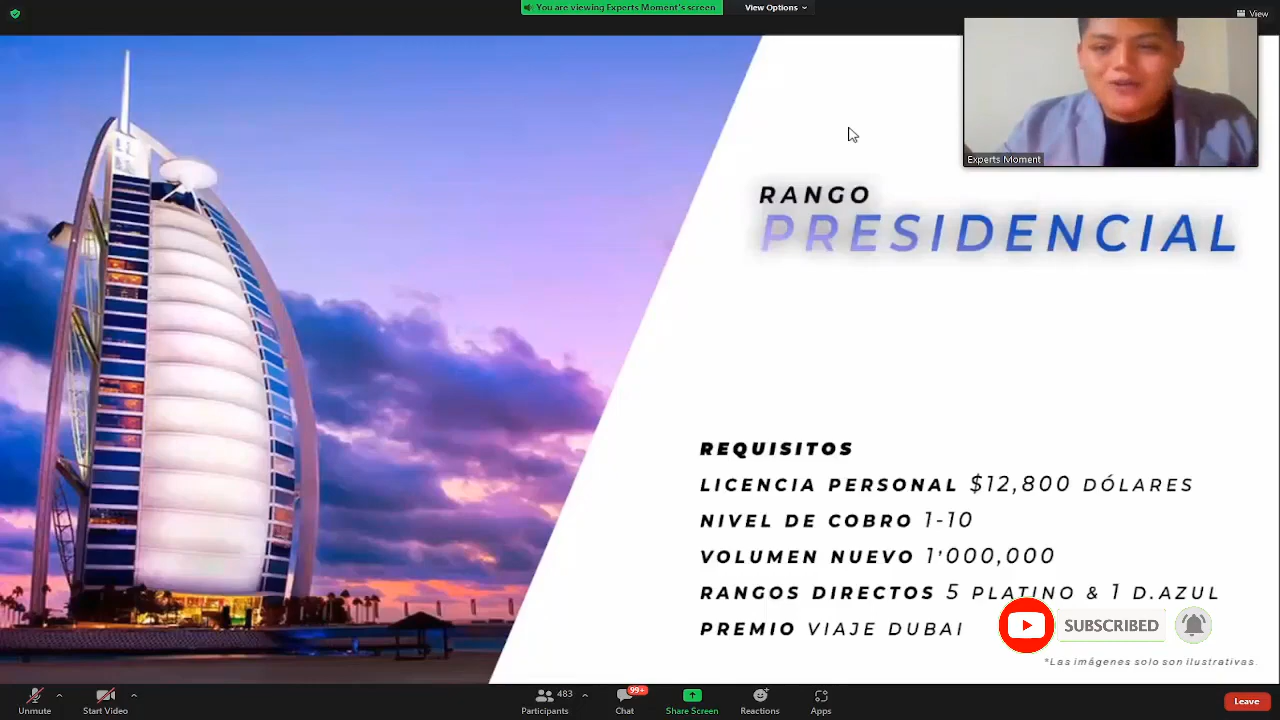 You are viewing Experts Moment's screen
View Options
View
Experts Moment
RANGO
PRESIDENCIAL
REQUISITOS
LICENCIA PERSONAL $12,800 DÓLARES
NIVEL DE COBRO 1-10
VOLUMEN NUEVO 1'000,000
RANGOS DIRECTOS 5 PLATINO & 1 D.AZUL
PREMIO VIAJE DUBAI
SUBSCRIBED
*Las imágenes solo son ilustrativas.
Unmute
Start Video
483
Participants
99+
Chat
Share Screen
Reactions
Apps
Leave